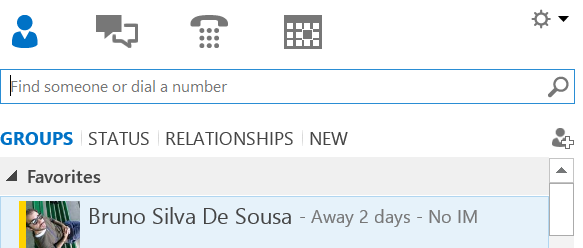 Find someone or dial a number
GROUPS STATUS RELATIONSHIPS NEW
Favorites
Bruno Silva De Sousa - Away 2 days - No IM